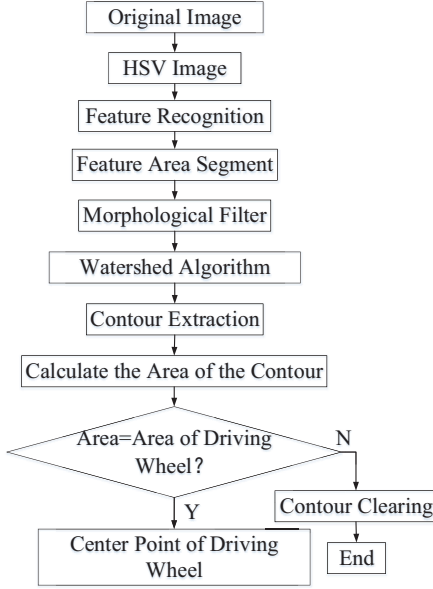 Original Image
HSV Image
Feature Recognition
Feature Area Segment
Morphological Filter
Watershed Algorithm
Contour Extraction
Calculate the Area of the Contour
Area=Area of Driving
Wheel?
N
Y
Contour Clearing
Center Point of Driving
Wheel
End